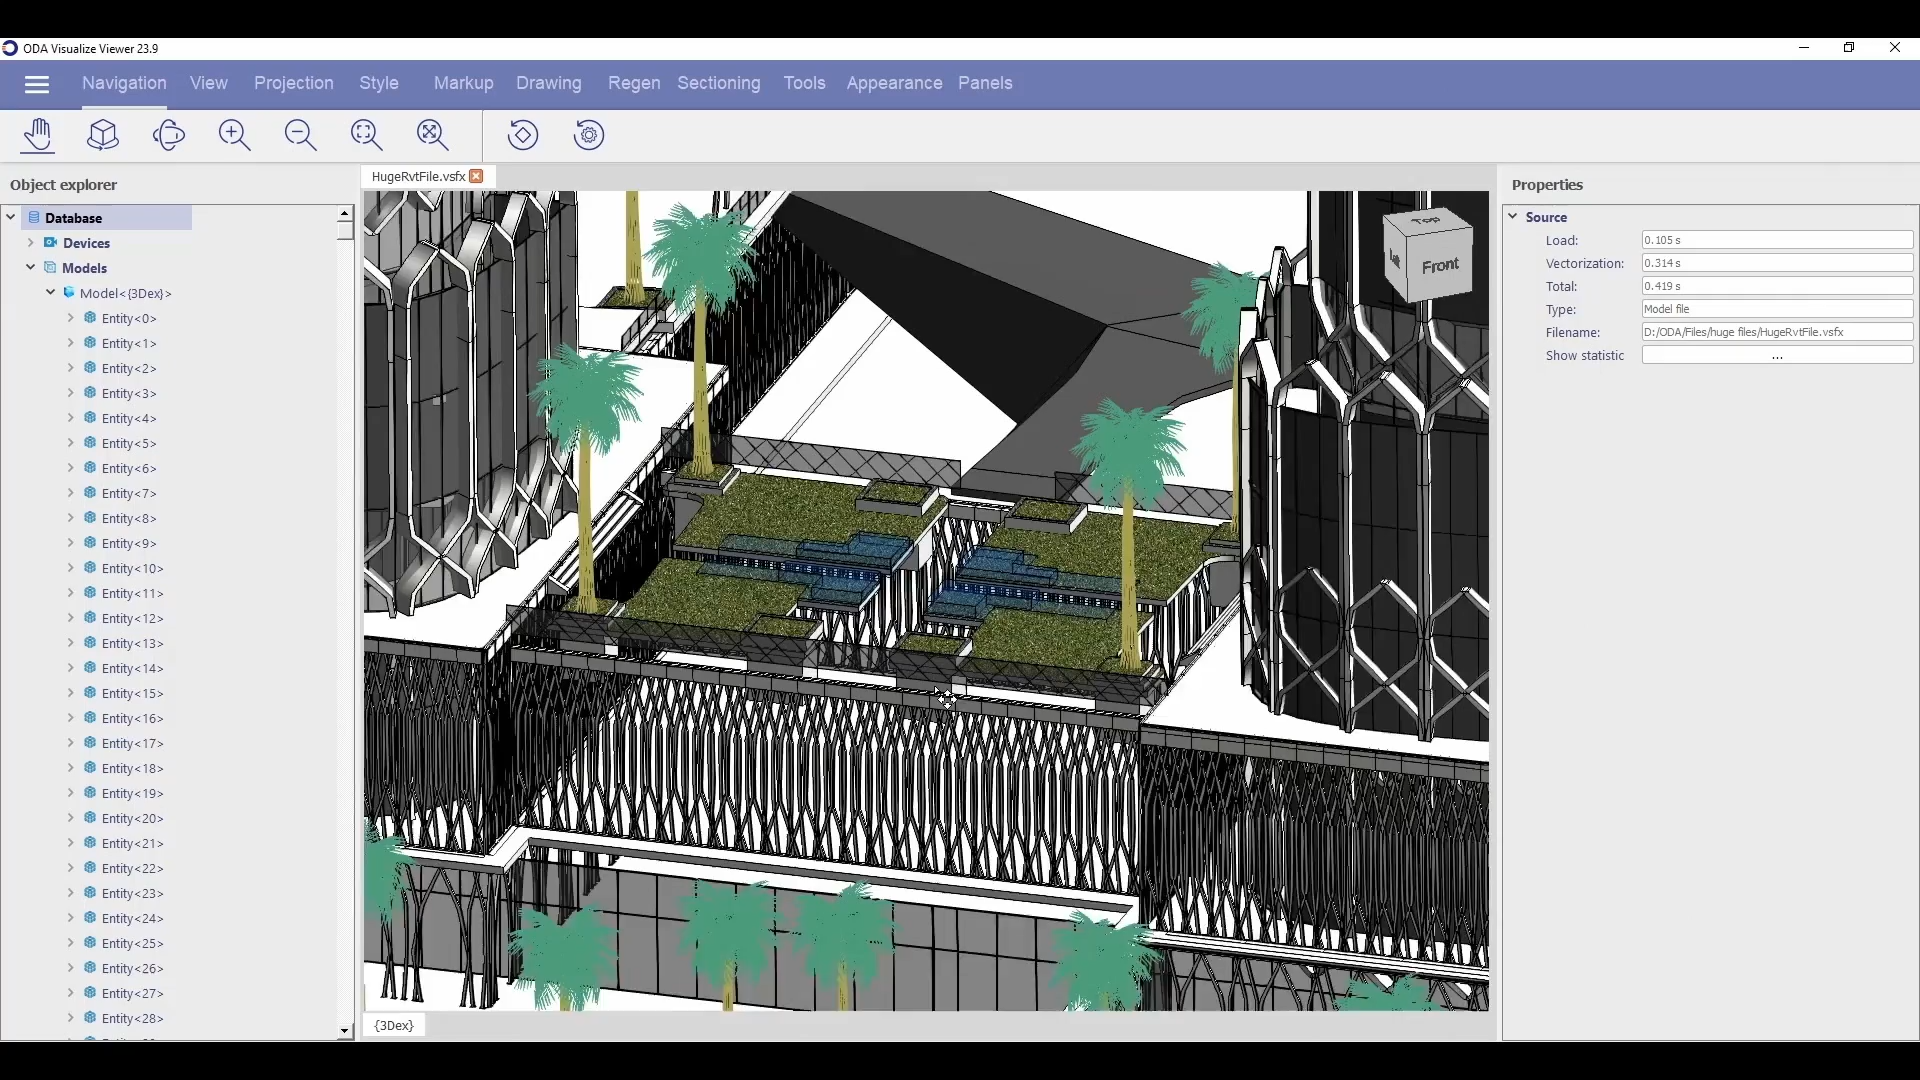 ODA Visualize Viewer 23.9
Navigation View Projection Style Markup Drawing Regen Sectioning Tools Appearance Panels
Object explorer
HugeRvtFile.vsfx
Properties
Database
Devices
Models
Model<{3Dex}>
Entity<0>
Entity<1>
Entity<2>
Entity<3>
Entity<4>
Entity<5>
Entity<6>
Entity<7>
Entity<8>
Entity<9>
Entity<10>
Entity<11>
Entity<12>
Entity<13>
Entity<14>
Entity<15>
Entity<16>
Entity<17>
Entity<18>
Entity<19>
Entity<20>
Entity<21>
Entity<22>
Entity<23>
Entity<24>
Entity<25>
Entity<26>
Entity<27>
Entity<28>
Top
Front
{3Dex}
Source
Load: 0.105 s
Vectorization: 0.314 s
Total: 0.419 s
Type: Model file
Filename: D:/ODA/Files/huge files/HugeRvtFile.vsfx
Show statistic ...